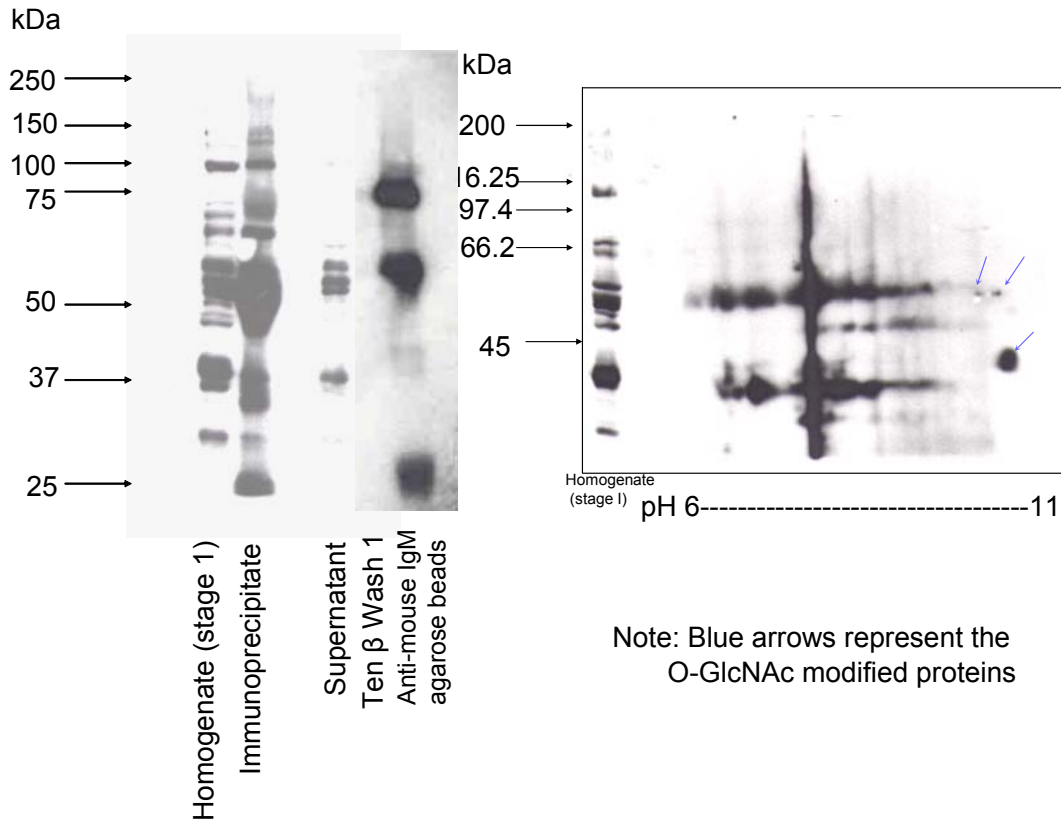 kDa
250
150
100
75
50
37
25
Homogenate (stage 1)
Immunoprecipitate
Supernatant
Ten β Wash 1
Anti-mouse IgM
agarose beads
kDa
200
16.25
97.4
66.2
45
Homogenate
(stage I)
pH 6-----------------------------------11
Note: Blue arrows represent the
O-GlcNAc modified proteins